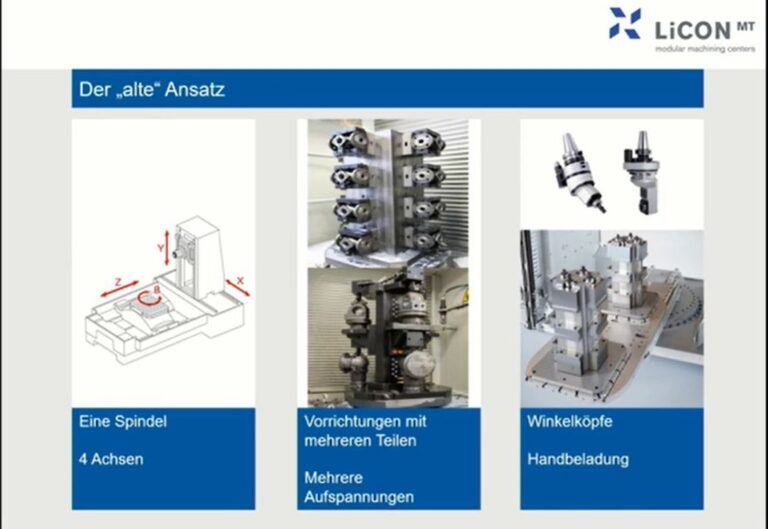 LiCON MT
modular machining centers
Der „alte“ Ansatz
Y
Z
B
X
Eine Spindel
4 Achsen
Vorrichtungen mit
mehreren Teilen
Mehrere
Aufspannungen
Winkelköpfe
Handbeladung